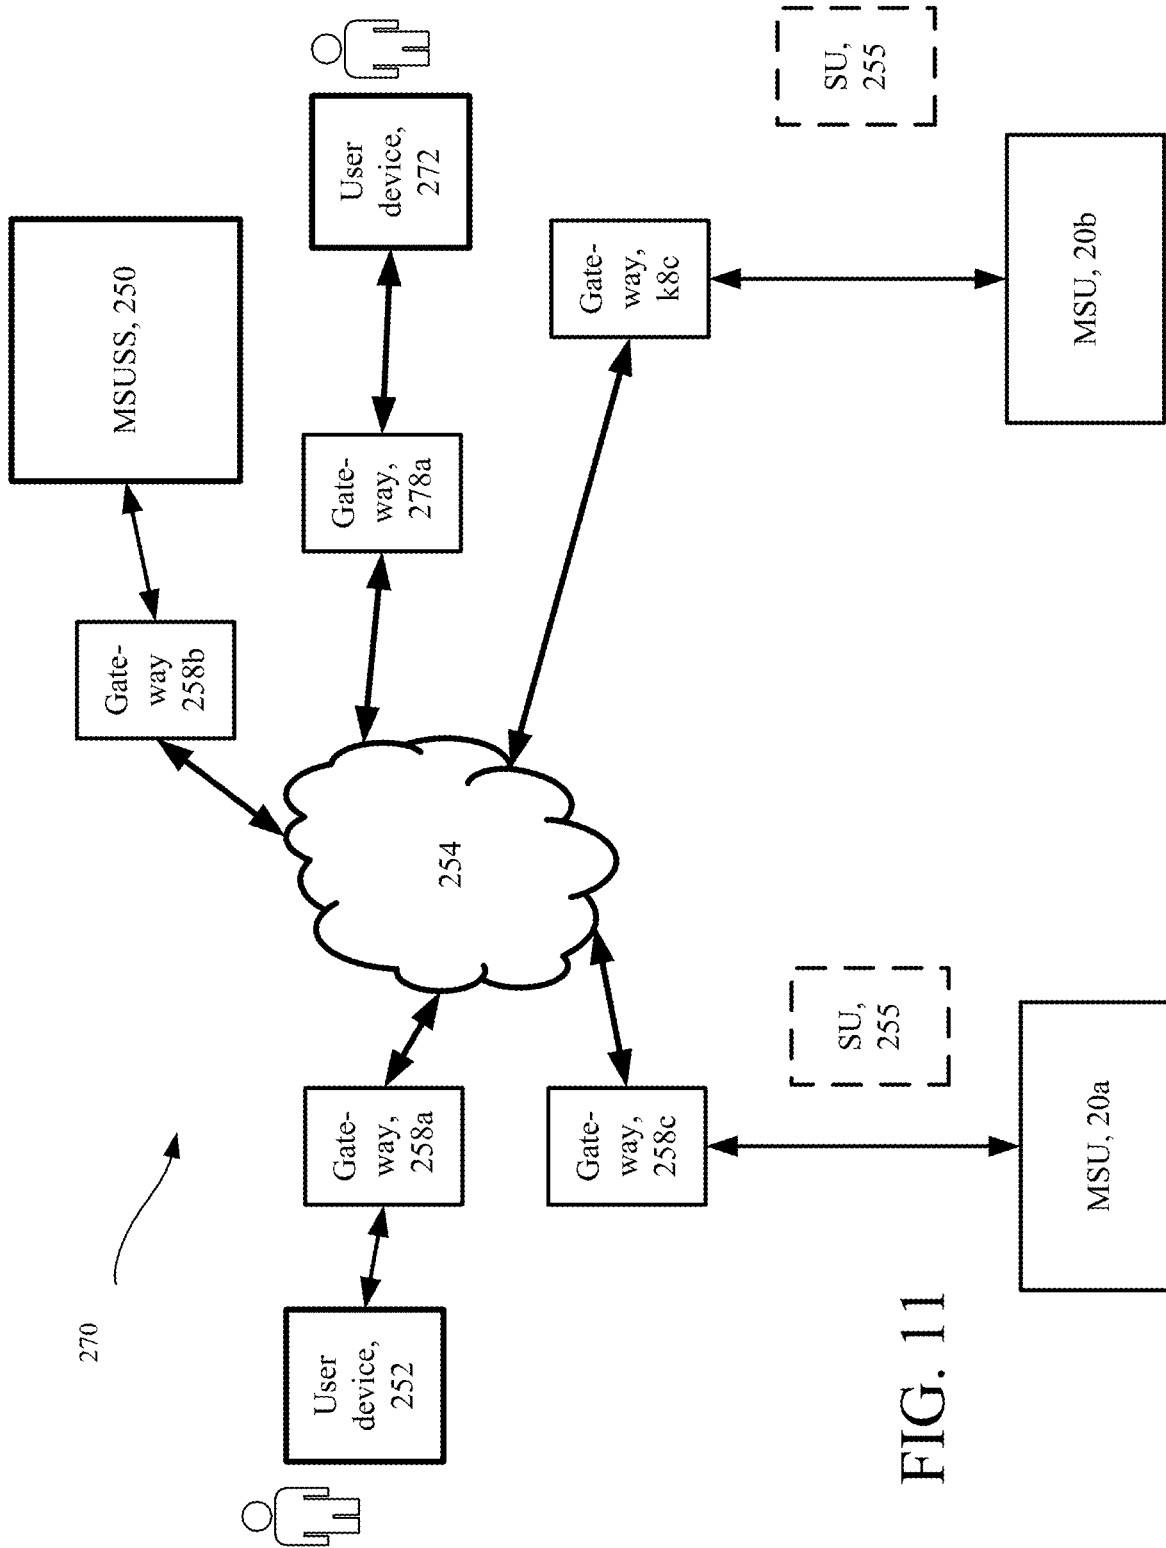 270
MSUSS, 250
Gate-
way
258b
User
device,
252
Gate-
way,
258a
254
Gate-
way,
278a
User
device,
272
Gate-
way,
258c
Gate-
way,
k8c
SU,
255
SU,
255
MSU, 20a
MSU, 20b
FIG. 11